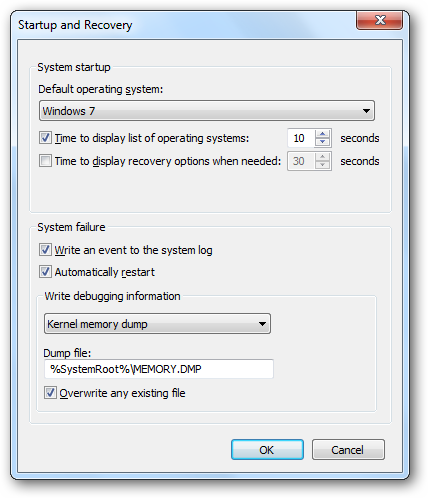 Startup and Recovery
System startup
Default operating system:
Windows 7
Time to display list of operating systems: 10 seconds
Time to display recovery options when needed: 30 seconds
System failure
Write an event to the system log
Automatically restart
Write debugging information
Kernel memory dump
Dump file:
%SystemRoot%\MEMORY.DMP
Overwrite any existing file
OK Cancel